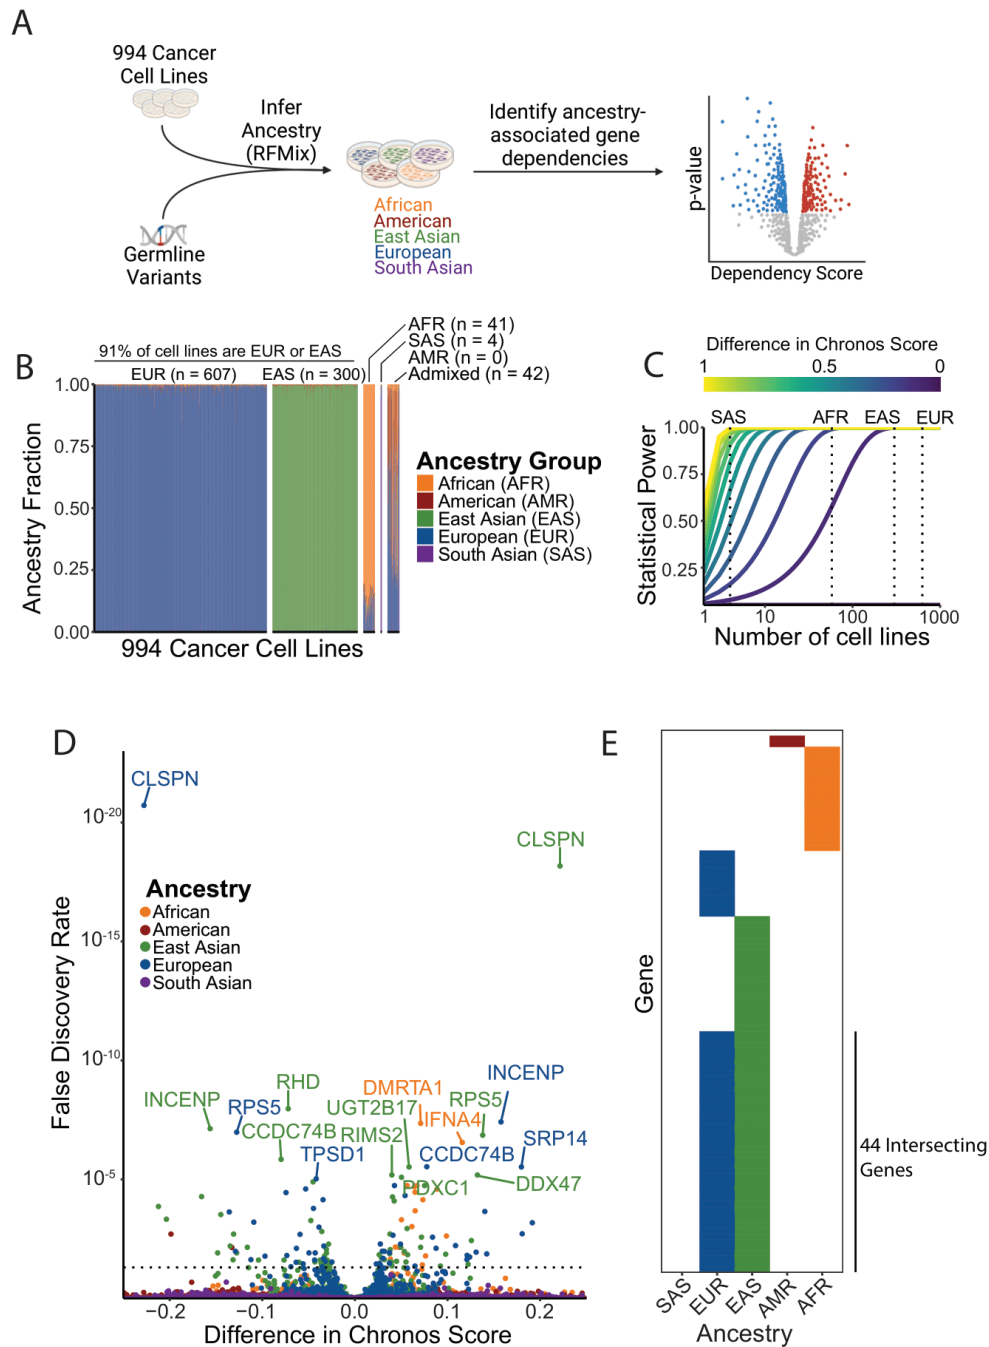 A
994 Cancer
Cell Lines
Infer
Ancestry
(RFMix)
Germline
Variants
African
American
East Asian
European
South Asian
Identify ancestry-
associated gene
dependencies
p-value
Dependency Score
B
91% of cell lines are EUR or EAS
EUR (n = 607)
EAS (n = 300)
AFR (n = 41)
SAS (n = 4)
AMR (n = 0)
Admixed (n = 42)
Ancestry Fraction
1.00
0.75
0.50
0.25
0.00
994 Cancer Cell Lines
Ancestry Group
African (AFR)
American (AMR)
East Asian (EAS)
European (EUR)
South Asian (SAS)
C
Difference in Chronos Score
1 0.5 0
SAS AFR EAS EUR
Statistical Power
1.00
0.75
0.50
0.25
1 10 100 1000
Number of cell lines
D
CLSPN
CLSPN
False Discovery Rate
10-20
10-15
10-10
10-5
Ancestry
African
American
East Asian
European
South Asian
INCENP
RHD
RPS5
CCDC74B
TPSD1
DMRTA1
UGT2B17
RIMS2
IFNA4
RPS5
INCENP
CCDC74B
SRP14
PDXC1
DDX47
−0.2 −0.1 0.0 0.1 0.2
Difference in Chronos Score
E
Gene
44 Intersecting
Genes
SAS EUR EAS AMR AFR
Ancestry